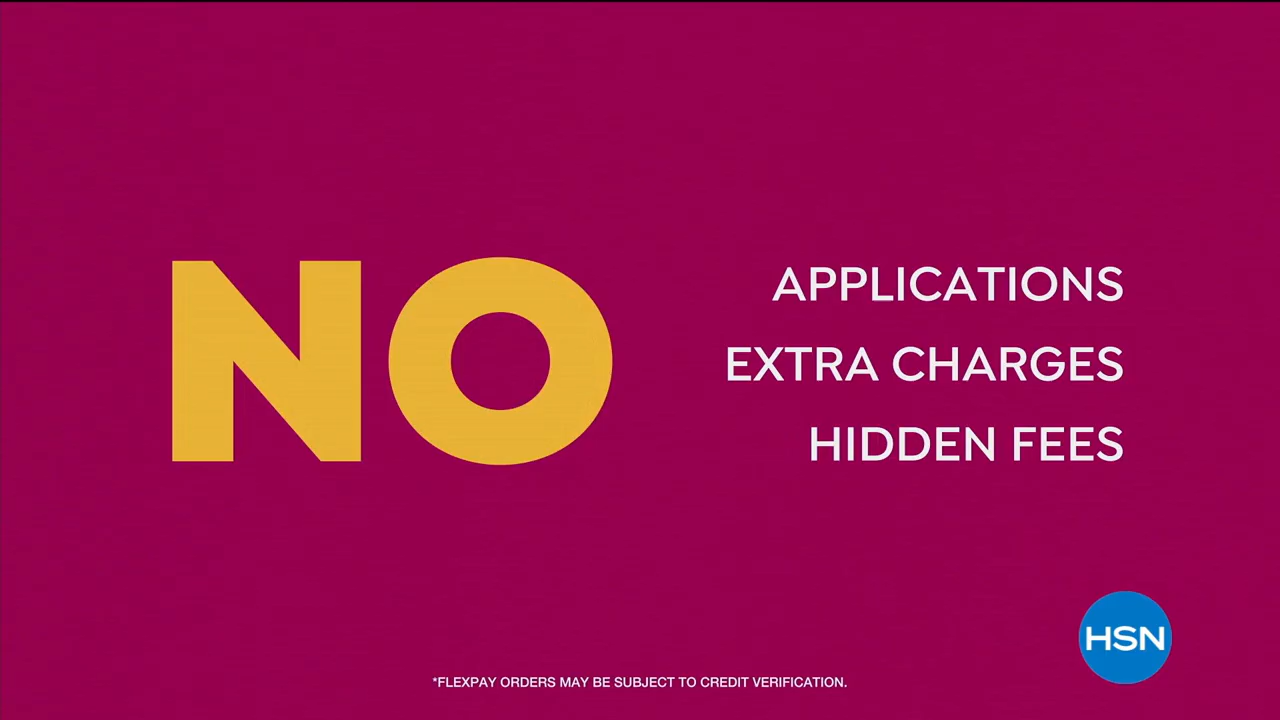 NO
APPLICATIONS
EXTRA CHARGES
HIDDEN FEES
HSN
*FLEXPAY ORDERS MAY BE SUBJECT TO CREDIT VERIFICATION.